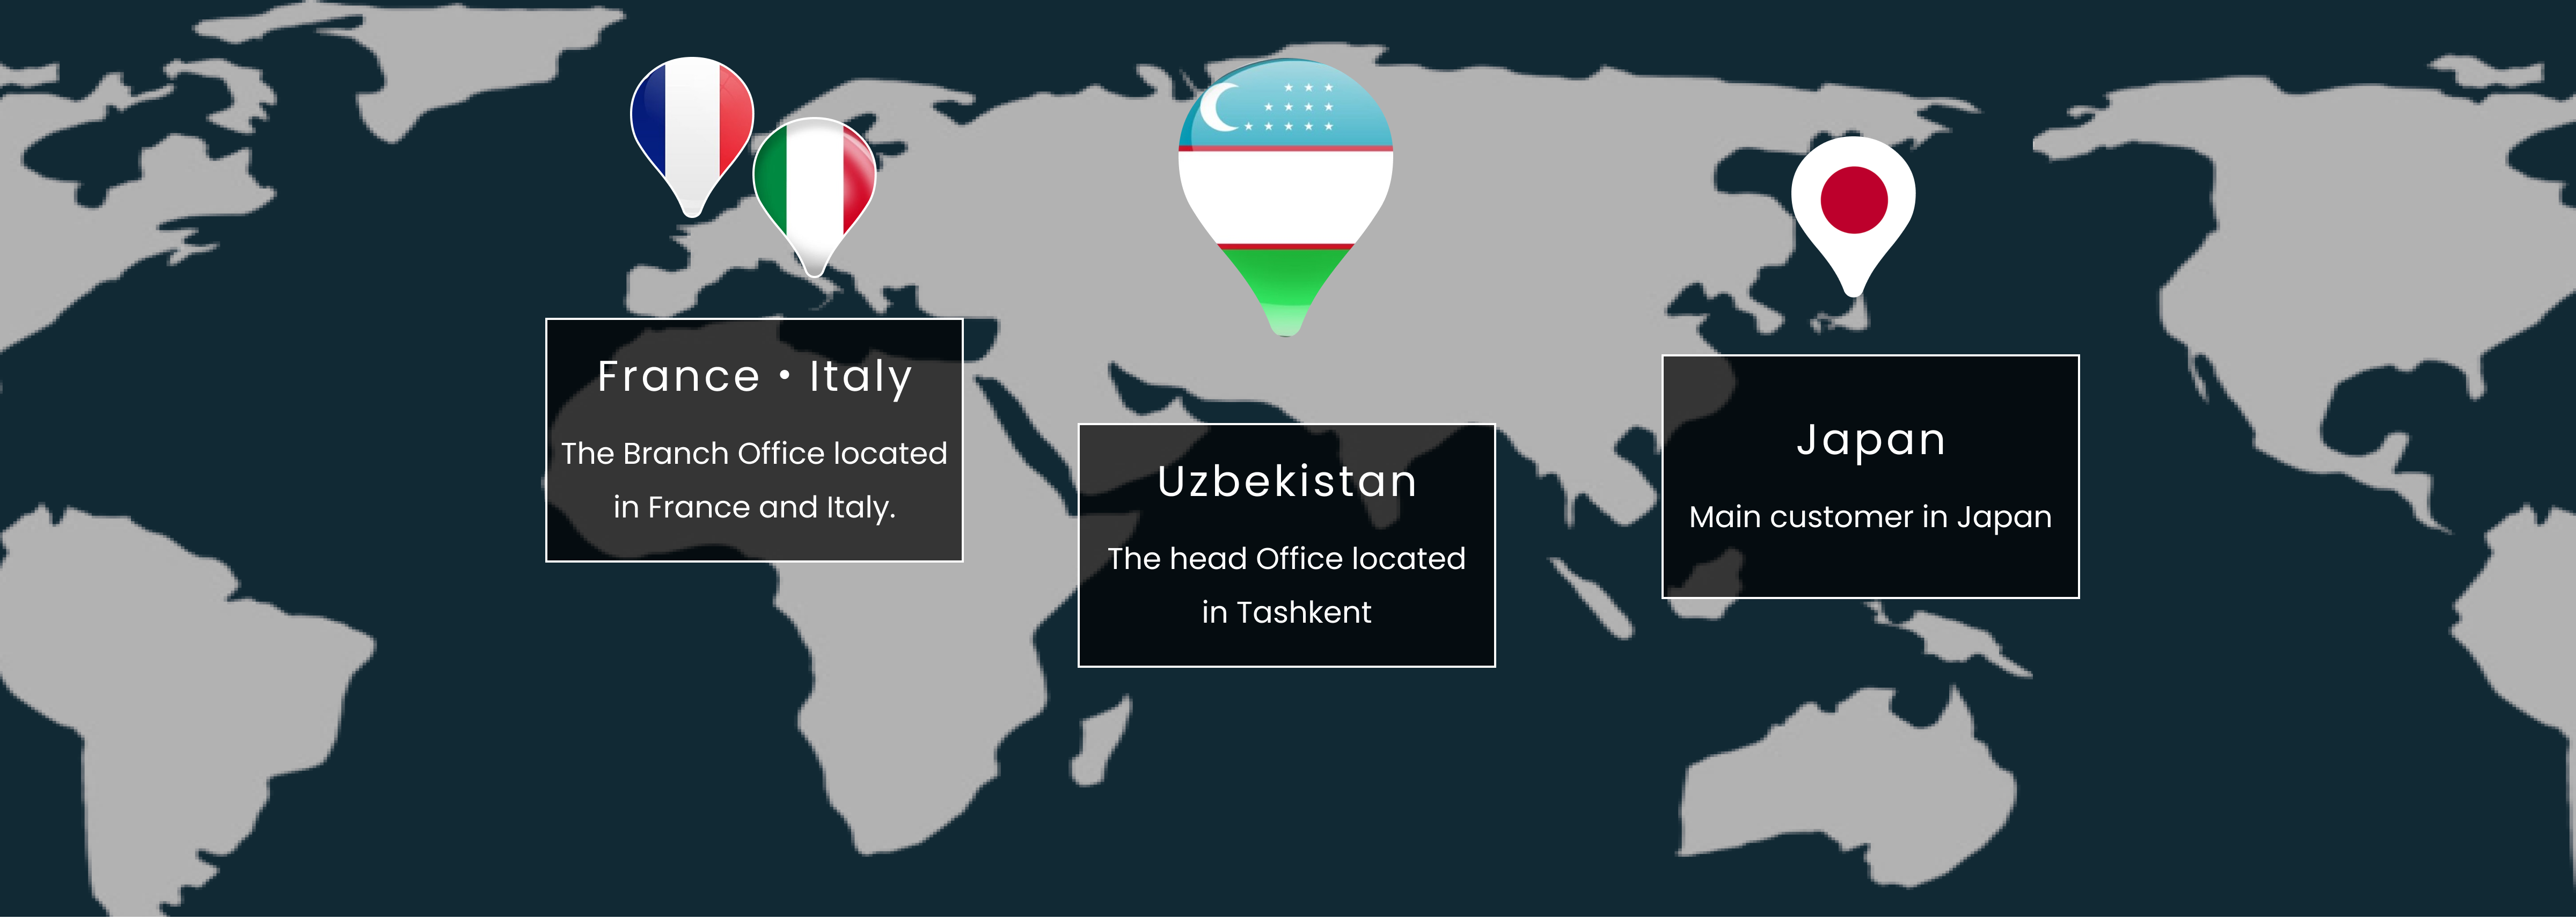 France・Italy
The Branch Office located
in France and Italy.
Uzbekistan
The head Office located
in Tashkent
Japan
Main customer in Japan